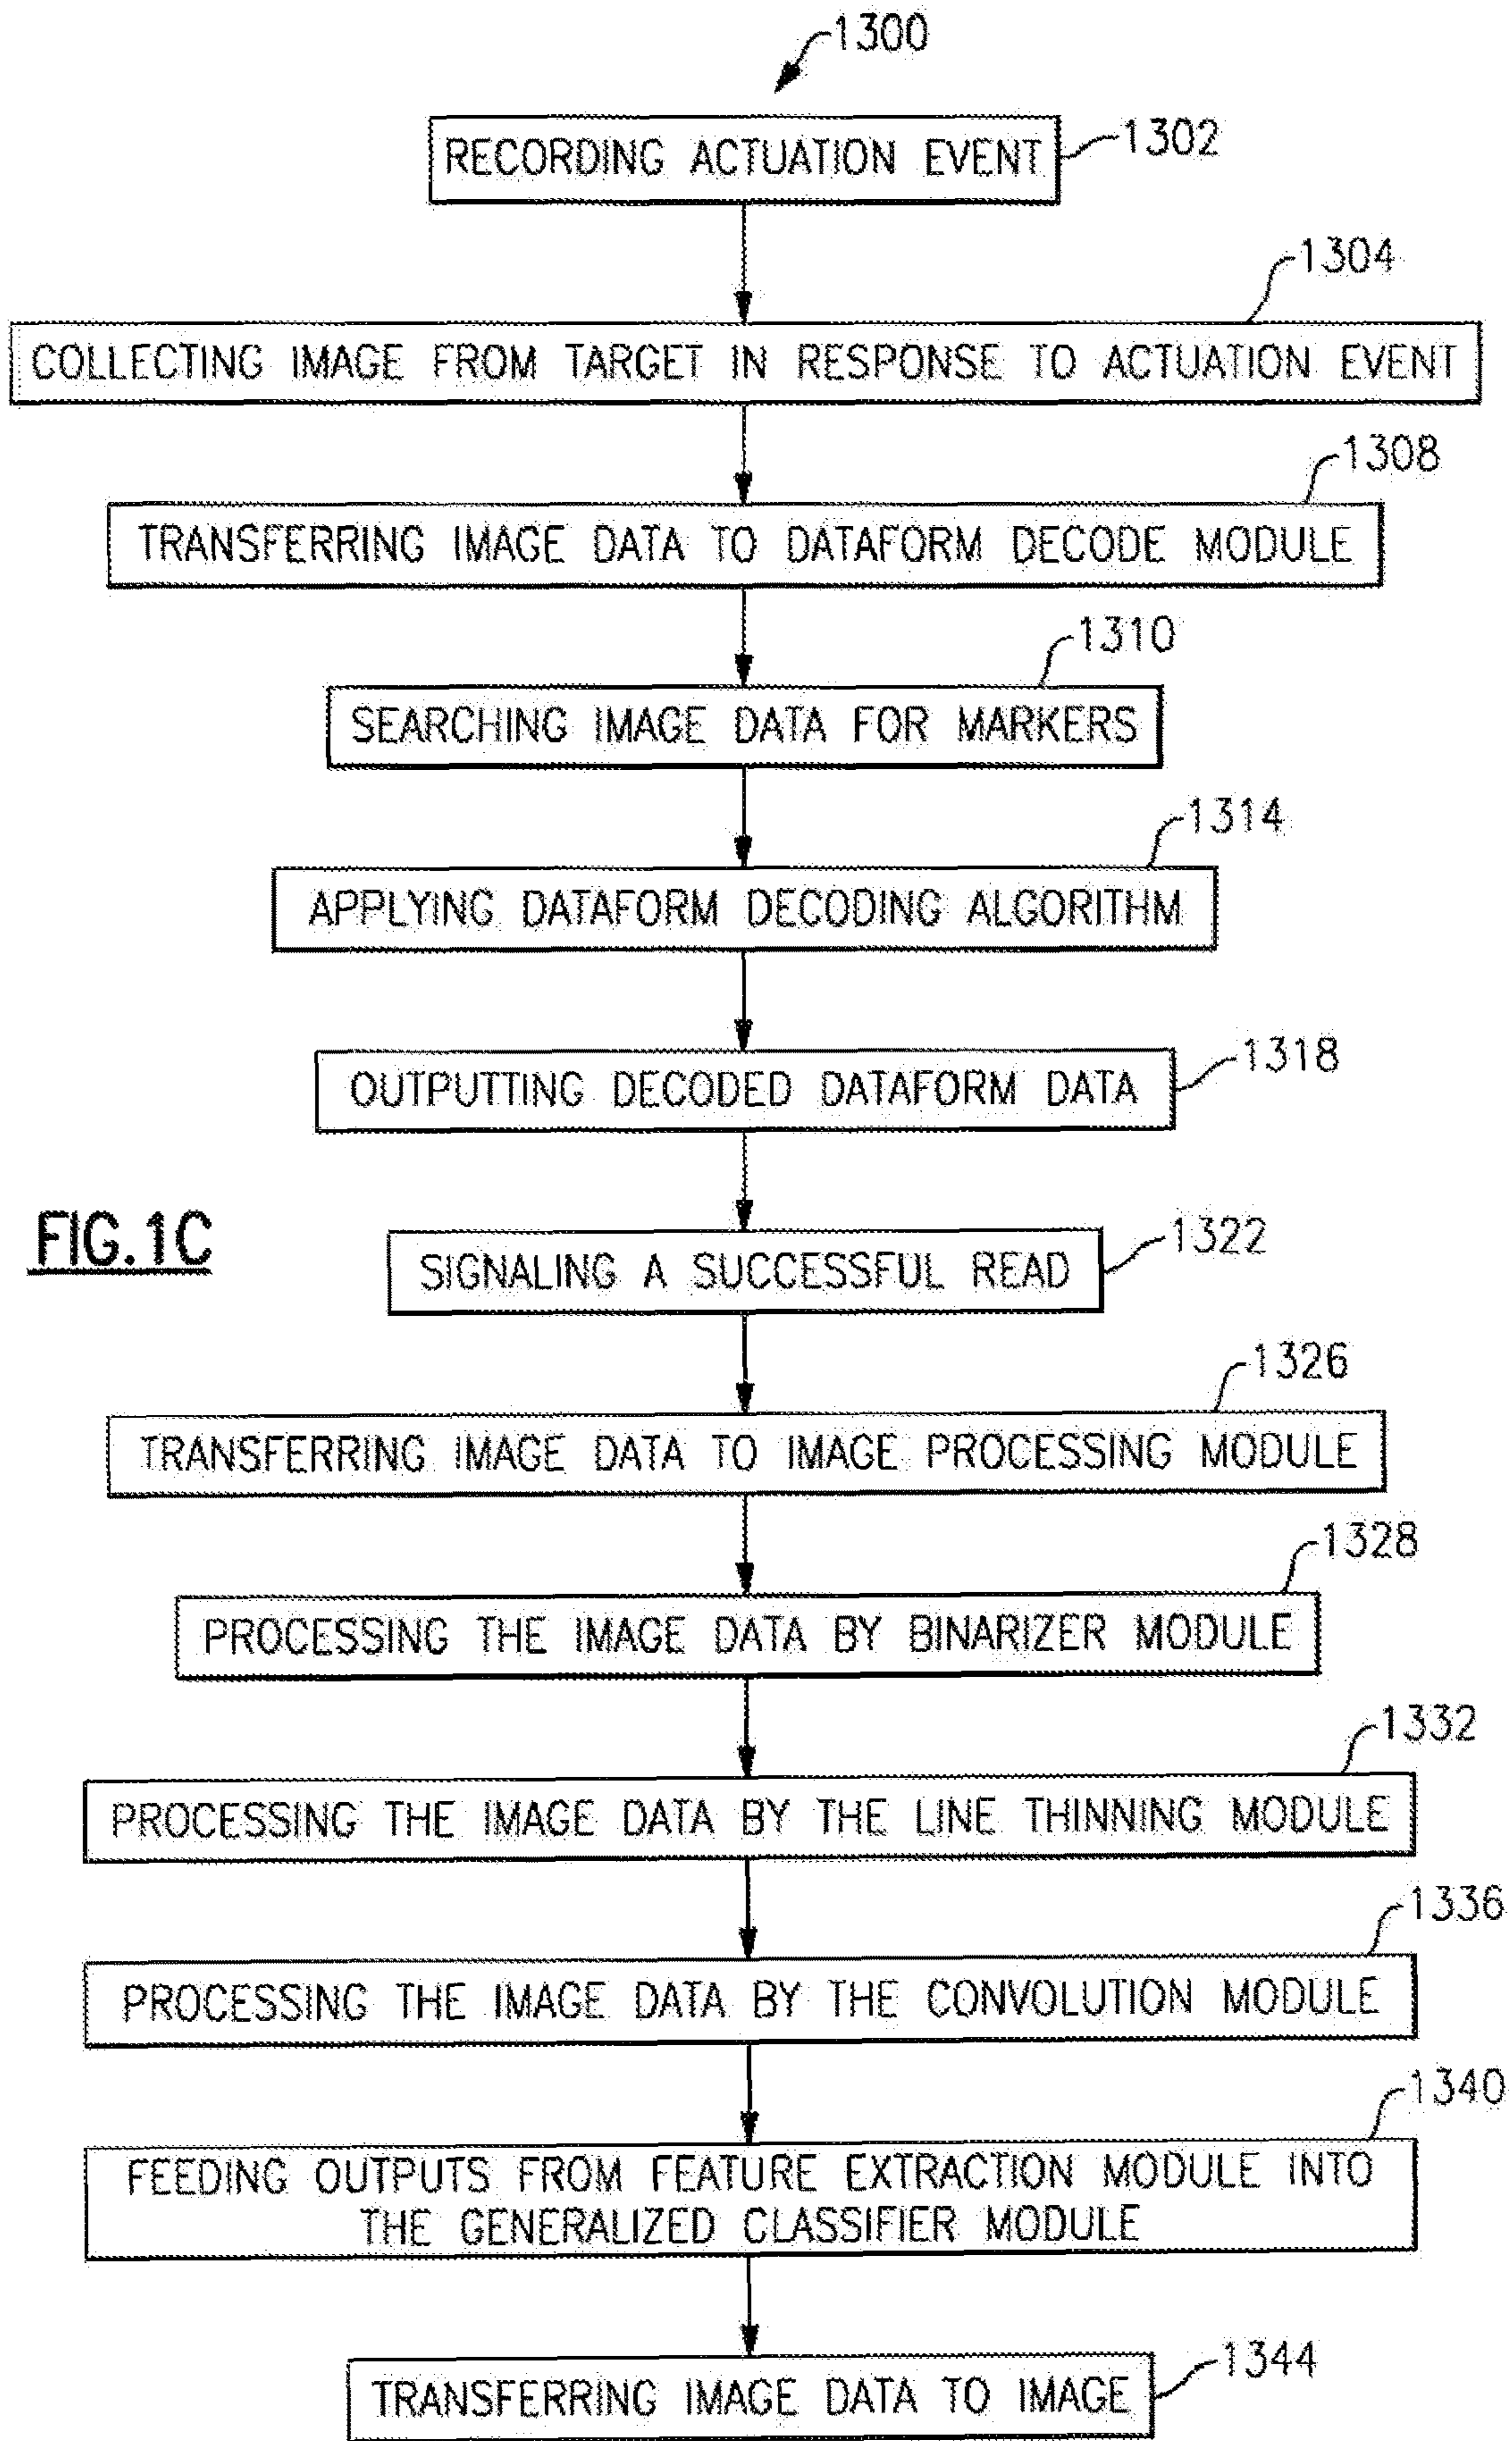 1300
RECORDING ACTUATION EVENT
1302
1304
COLLECTING IMAGE FROM TARGET IN RESPONSE TO ACTUATION EVENT
1308
TRANSFERRING IMAGE DATA TO DATAFORM DECODE MODULE
1310
SEARCHING IMAGE DATA FOR MARKERS
1314
APPLYING DATAFORM DECODING ALGORITHM
OUTPUTTING DECODED DATAFORM DATA
1318
FIG.1C
SIGNALING A SUCCESSFUL READ
1322
1326
TRANSFERRING IMAGE DATA TO IMAGE PROCESSING MODULE
1328
PROCESSING THE IMAGE DATA BY BINARIZER MODULE
1332
PROCESSING THE IMAGE DATA BY THE LINE THINNING MODULE
1336
PROCESSING THE IMAGE DATA BY THE CONVOLUTION MODULE
1340
FEEDING OUTPUTS FROM FEATURE EXTRACTION MODULE INTO
THE GENERALIZED CLASSIFIER MODULE
TRANSFERRING IMAGE DATA TO IMAGE
1344